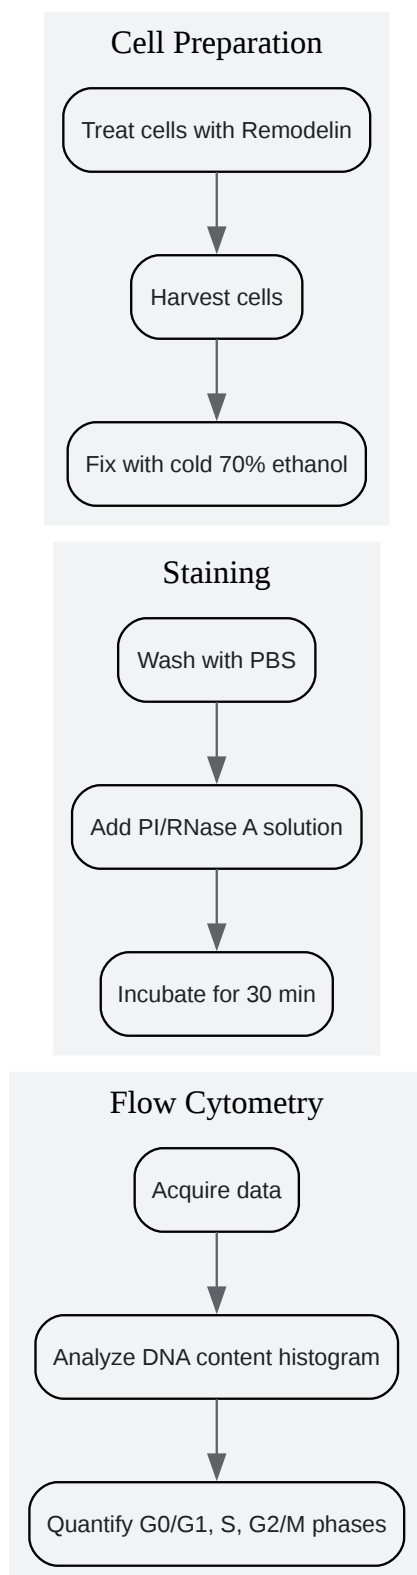 Cell Preparation
Treat cells with Remodelin
Harvest cells
Fix with cold 70% ethanol
Staining
Wash with PBS
Add PI/RNase A solution
Incubate for 30 min
Flow Cytometry
Acquire data
Analyze DNA content histogram
Quantify G0/G1, S, G2/M phases